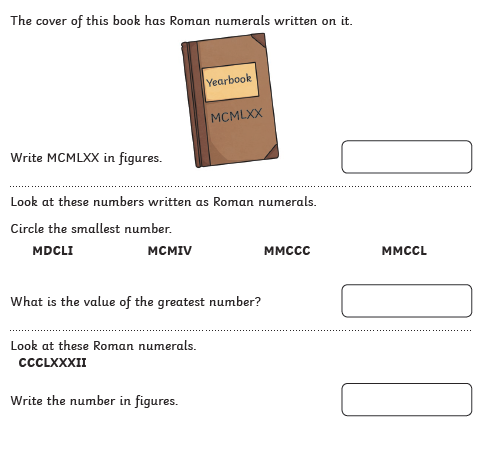 The cover of this book has Roman numerals written on it.
Yearbook
MCMLXX
Write MCMLXX in figures.
Look at these numbers written as Roman numerals.
Circle the smallest number.
MDCLI MCMIV MMCCC MMCCL
What is the value of the greatest number?
Look at these Roman numerals.
CCCLXXXII
Write the number in figures.